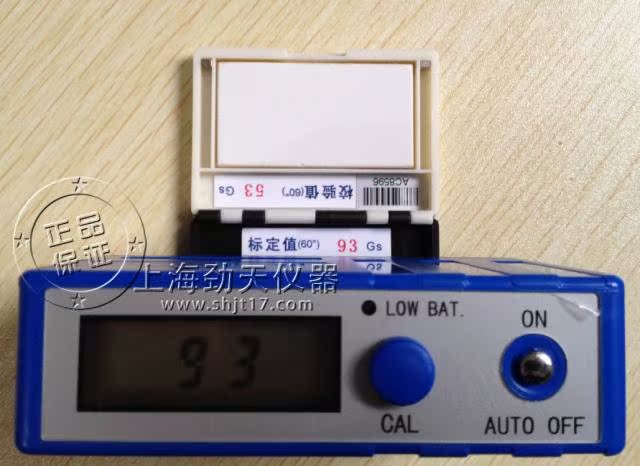 AC8596
校验值(60°) 53 Gs
标定值(60°) 93 Gs
正品
保证
上海劲天仪器
www.shjt17.com
LOW BAT.
93
ON
CAL
AUTO OFF